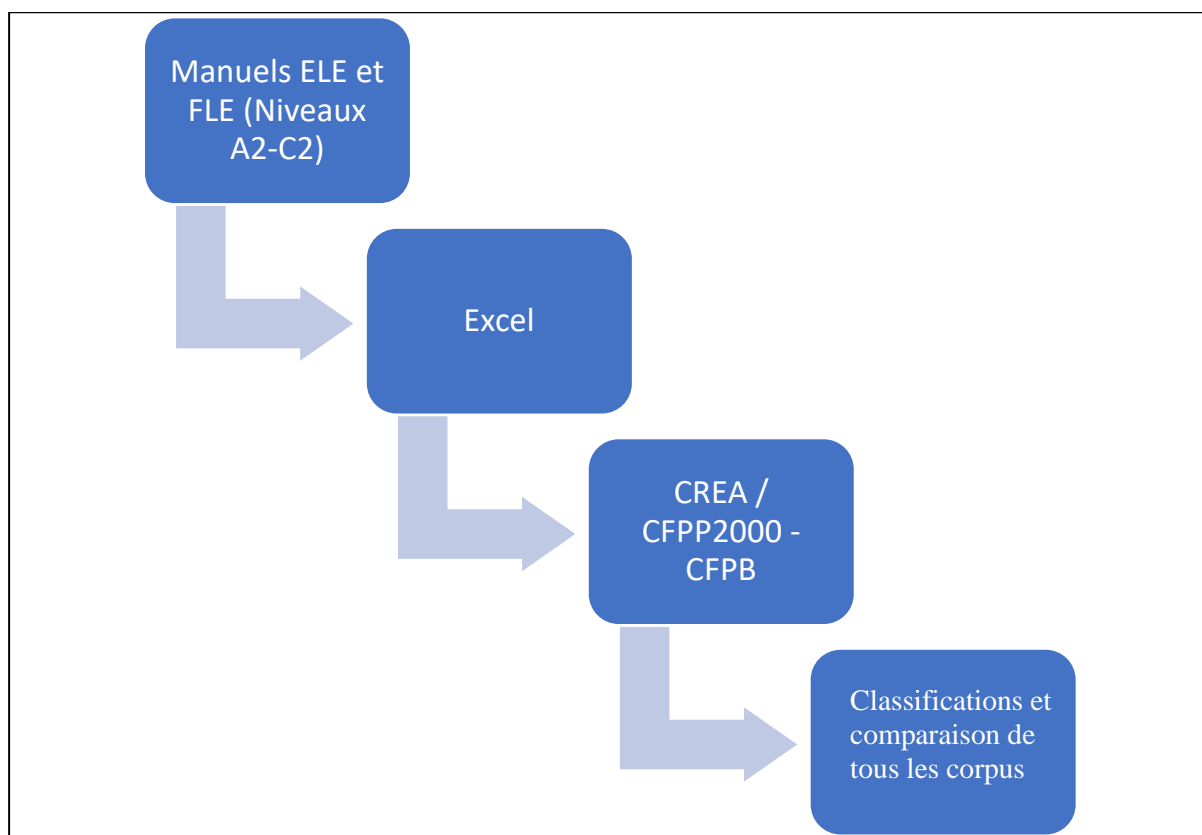 Manuels ELE et
FLE (Niveaux
A2-C2)
Excel
CREA /
CFPP2000 -
CFPB
Classifications et
comparaison de
tous les corpus